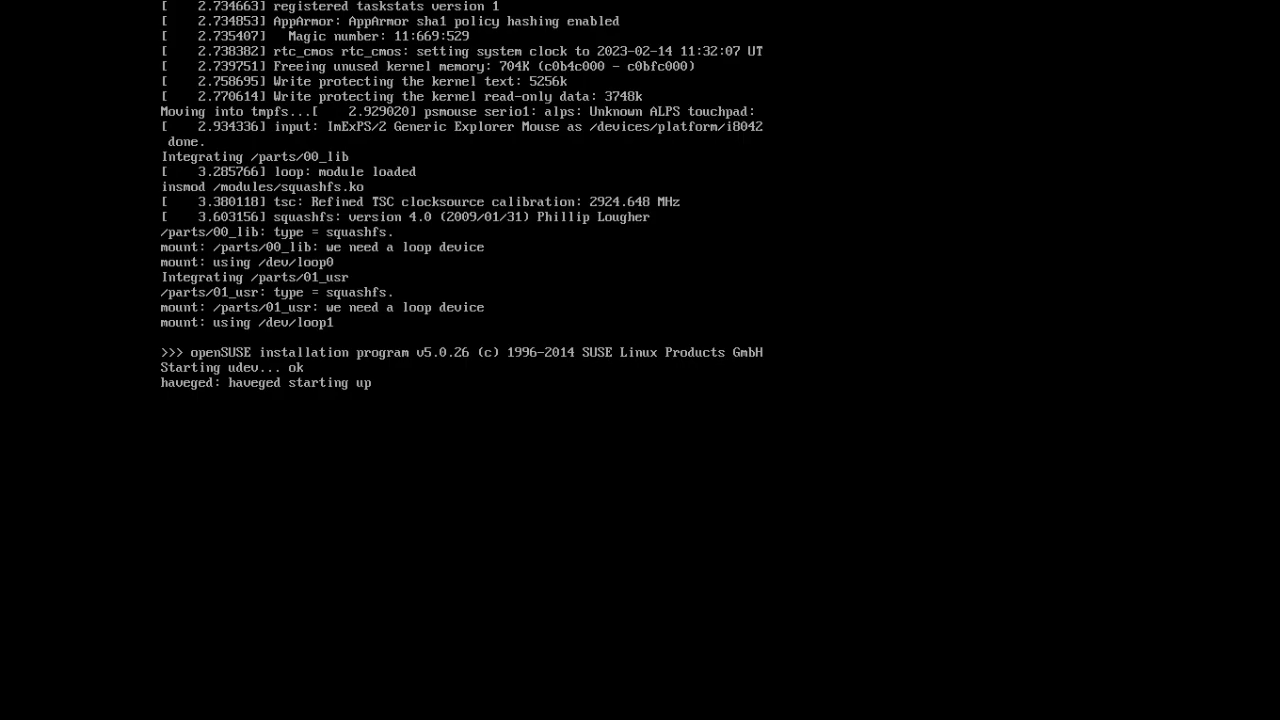 [    2.734663] registered taskstats version 1
[    2.734853] AppArmor: AppArmor sha1 policy hashing enabled
[    2.735407]   Magic number: 11:669:529
[    2.738382] rtc_cmos rtc_cmos: setting system clock to 2023-02-14 11:32:07 UT
[    2.739751] Freeing unused kernel memory: 704K (c0b4c000 - c0bfc000)
[    2.758695] Write protecting the kernel text: 5256k
[    2.770614] Write protecting the kernel read-only data: 3748k
Moving into tmpfs...[    2.929020] psmouse serio1: alps: Unknown ALPS touchpad:
[    2.934336] input: ImExPS/2 Generic Explorer Mouse as /devices/platform/i8042
 done.
Integrating /parts/00_lib
[    3.285766] loop: module loaded
insmod /modules/squashfs.ko
[    3.380118] tsc: Refined TSC clocksource calibration: 2924.648 MHz
[    3.603156] squashfs: version 4.0 (2009/01/31) Phillip Lougher
/parts/00_lib: type = squashfs.
mount: /parts/00_lib: we need a loop device
mount: using /dev/loop0
Integrating /parts/01_usr
/parts/01_usr: type = squashfs.
mount: /parts/01_usr: we need a loop device
mount: using /dev/loop1
>>> openSUSE installation program v5.0.26 (c) 1996-2014 SUSE Linux Products GmbH
Starting udev... ok
haveged: haveged starting up